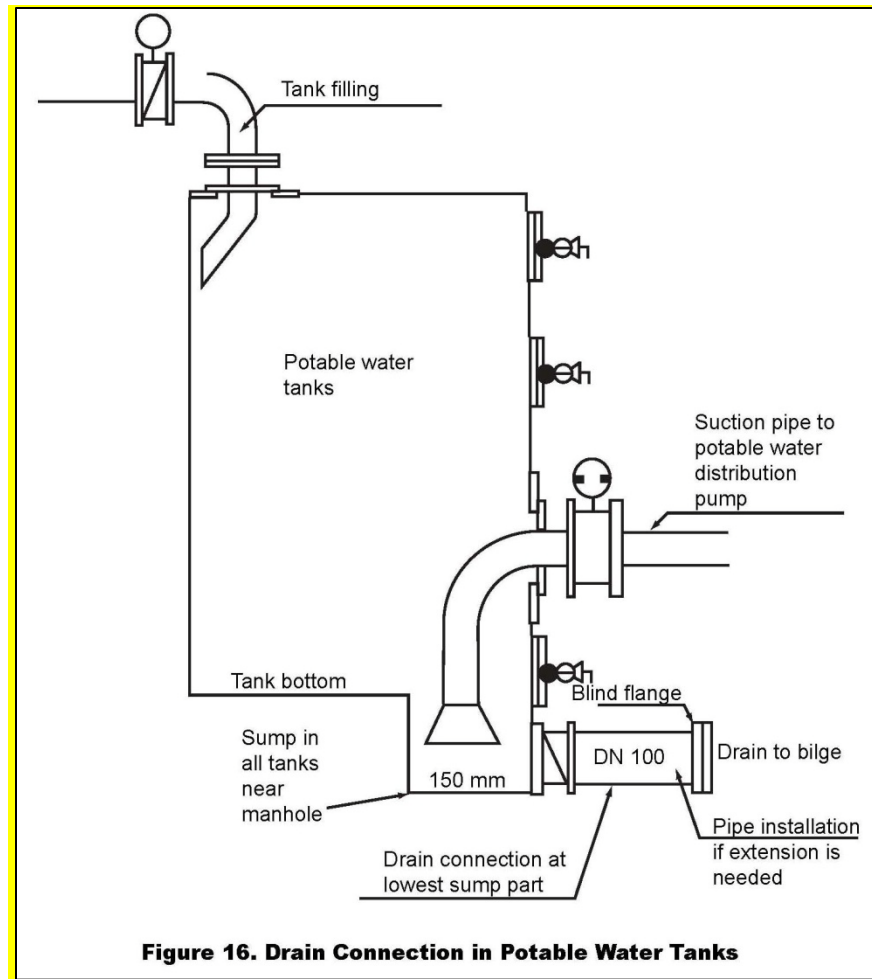 Tank filling
Potable water
tanks
Suction pipe to
potable water
distribution
pump
Tank bottom
Blind flange
Sump in
all tanks
near
manhole
150 mm
DN 100
Drain to bilge
Drain connection at
lowest sump part
Pipe installation
if extension is
needed
Figure 16. Drain Connection in Potable Water Tanks